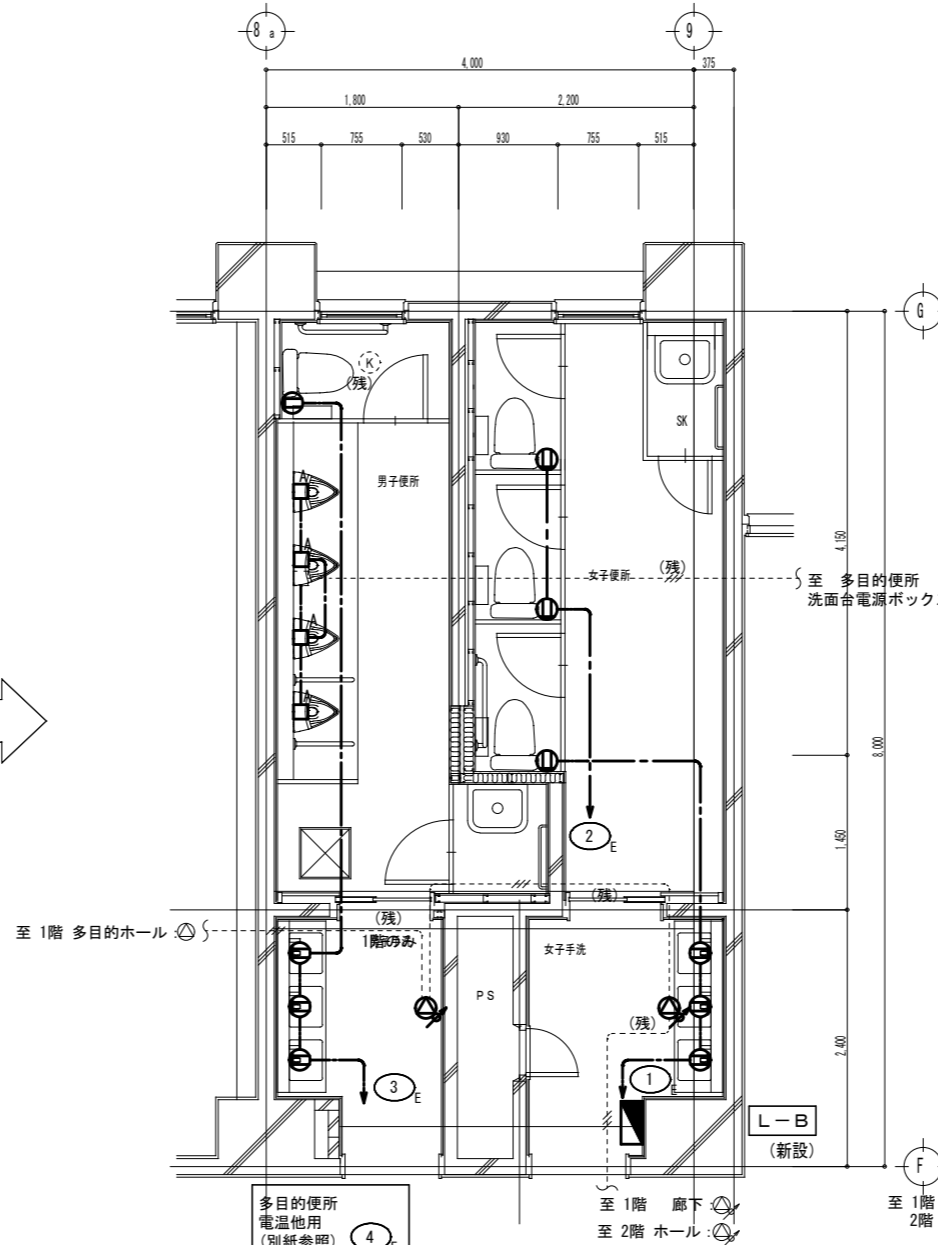 8 a
9
4,000
375
1,800
2,200
515
755
530
930
755
515
G
K
(残)
SK
男子便所
4,150
女子便所
(残)
至 多目的便所
洗面台電源ボック
8,000
2
E
1,450
(残)
(残)
至 1階 多目的ホール :
1階のみ
女子手洗
PS
(残)
2,400
3
E
1
E
L－B
(新設)
F
多目的便所
電温他用
(別紙参照)
4
E
至 1階 廊下 :
至 2階 ホール :
至 1階
2階